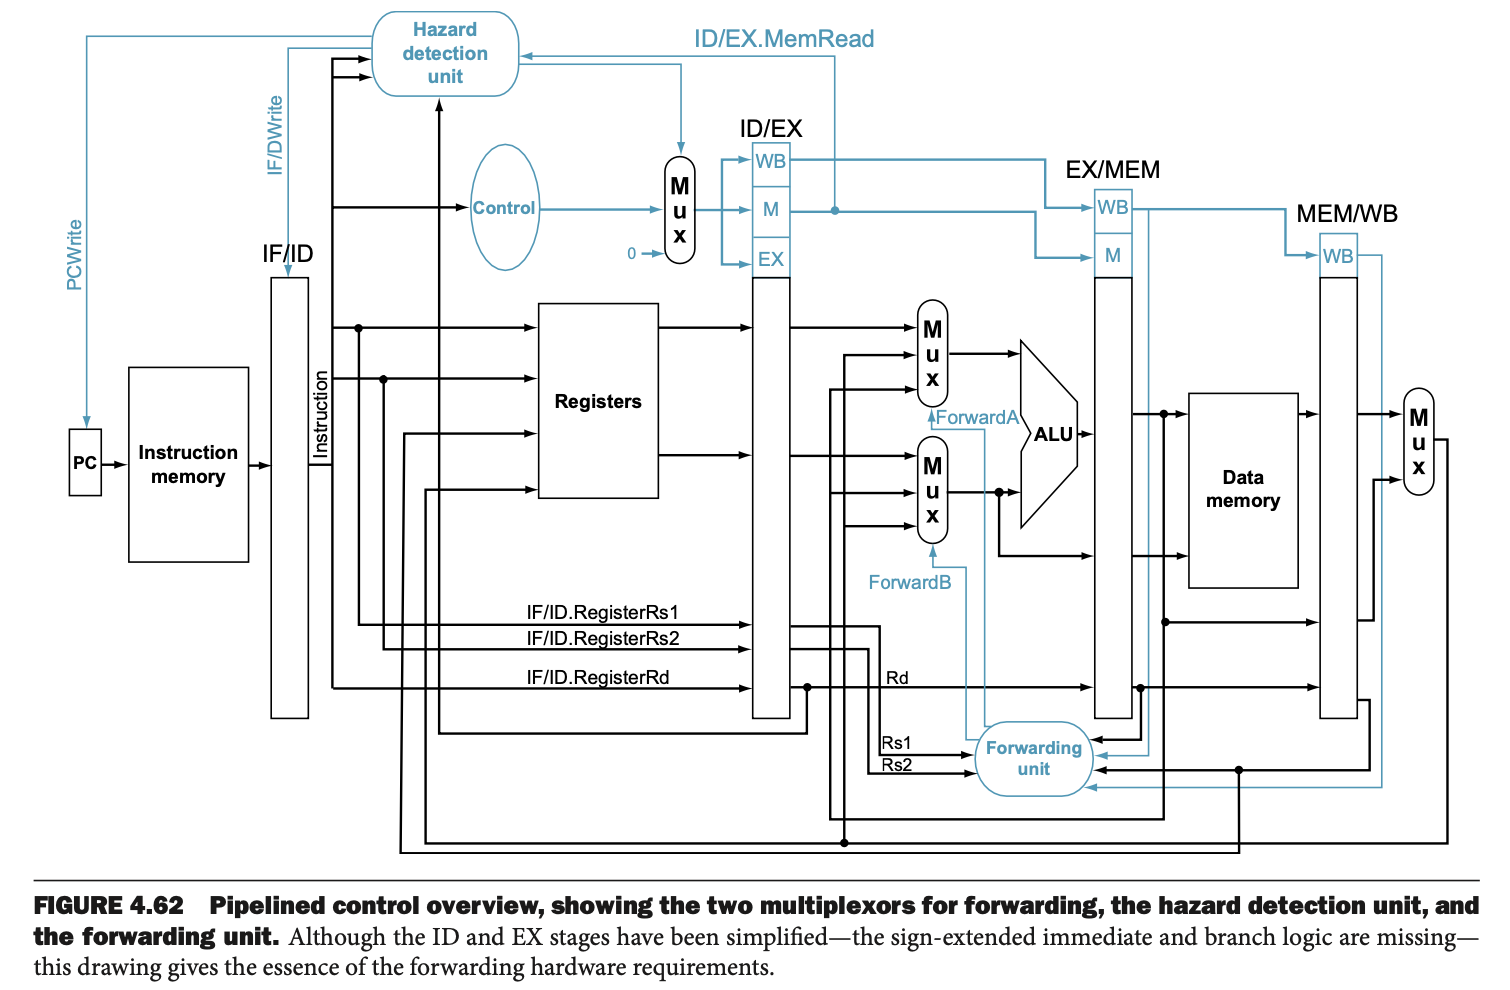 Hazard
detection
unit
ID/EX.MemRead
IF/DWrite
PCWrite
ID/EX
WB
M
EX
Control
0
M
u
x
EX/MEM
WB
M
MEM/WB
WB
IF/ID
PC
Instruction
memory
Instruction
Registers
M
u
x
ForwardA
M
u
x
ForwardB
ALU
Data
memory
M
u
x
IF/ID.RegisterRs1
IF/ID.RegisterRs2
IF/ID.RegisterRd
Rd
Rs1
Rs2
Forwarding
unit
FIGURE 4.62 Pipelined control overview, showing the two multiplexors for forwarding, the hazard detection unit, and
the forwarding unit. Although the ID and EX stages have been simplified—the sign-extended immediate and branch logic are missing—
this drawing gives the essence of the forwarding hardware requirements.